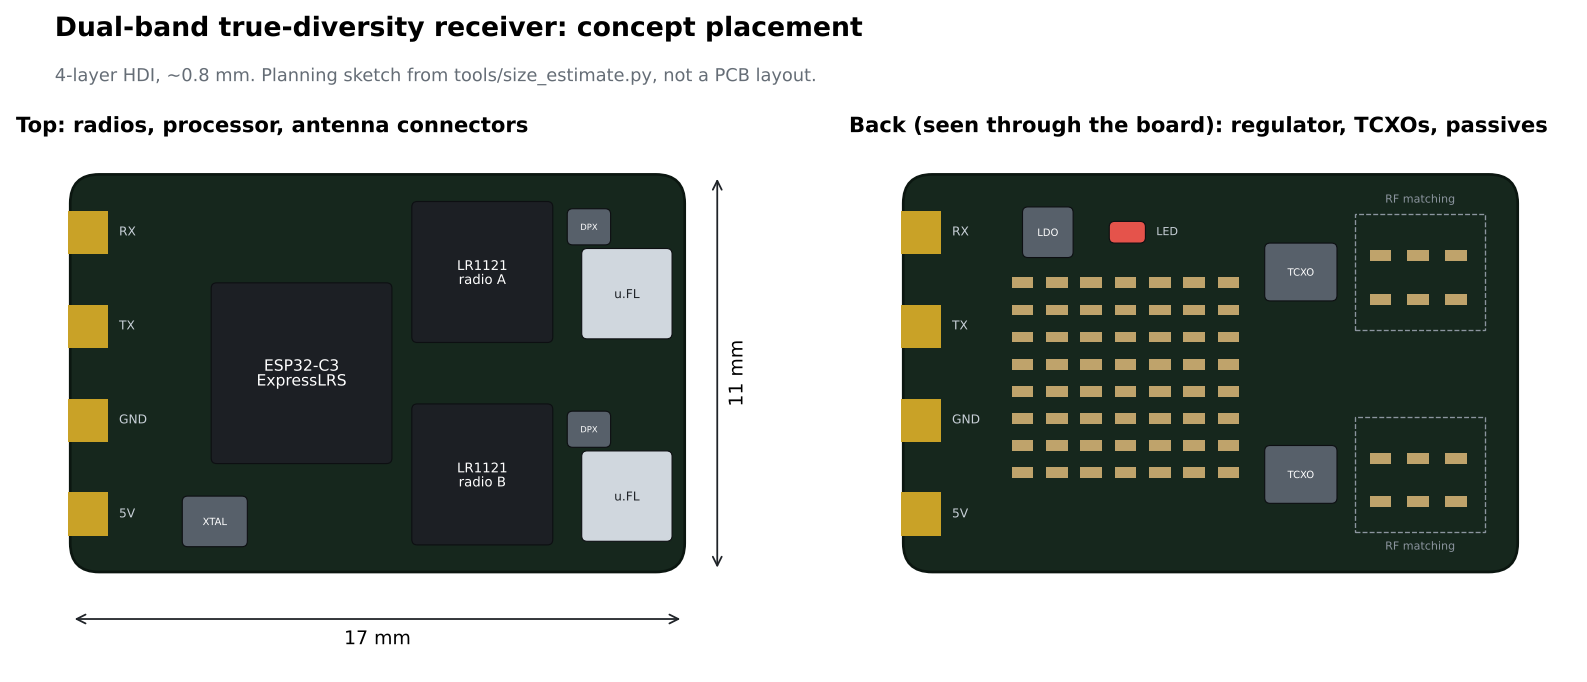 Dual-band true-diversity receiver: concept placement
4-layer HDI, ~0.8 mm. Planning sketch from tools/size_estimate.py, not a PCB layout.
Top: radios, processor, antenna connectors
RX
TX
GND
5V
ESP32-C3
ExpressLRS
XTAL
LR1121
radio A
DPX
u.FL
LR1121
radio B
DPX
u.FL
11 mm
17 mm
Back (seen through the board): regulator, TCXOs, passives
RX
TX
GND
5V
LDO
LED
TCXO
RF matching
TCXO
RF matching